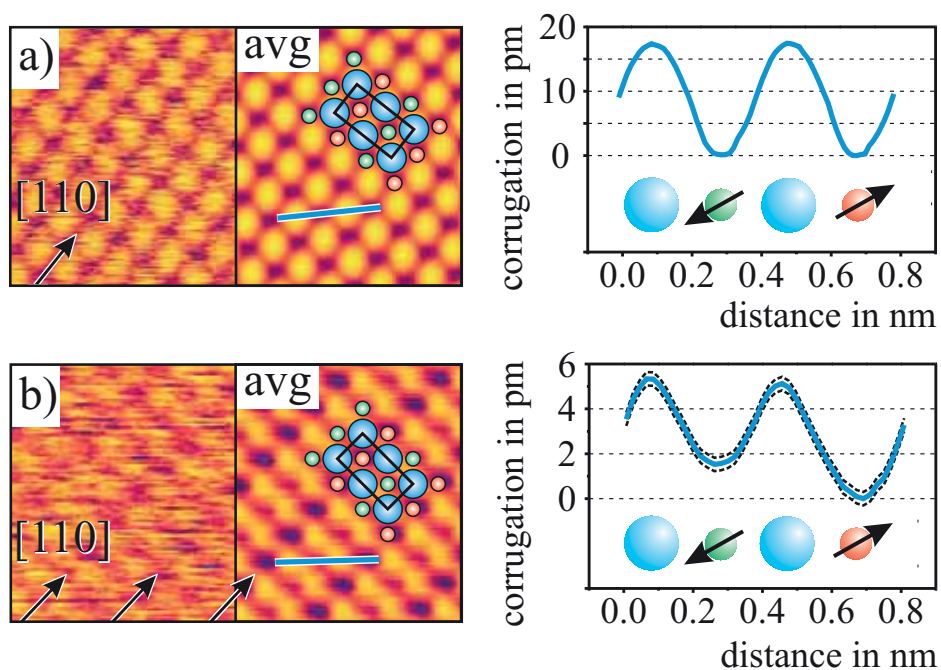 a)
avg
[110]
corrugation in pm
20
10
0
0.0 0.2 0.4 0.6 0.8
distance in nm
b)
avg
[110]
corrugation in pm
6
4
2
0
0.0 0.2 0.4 0.6 0.8
distance in nm